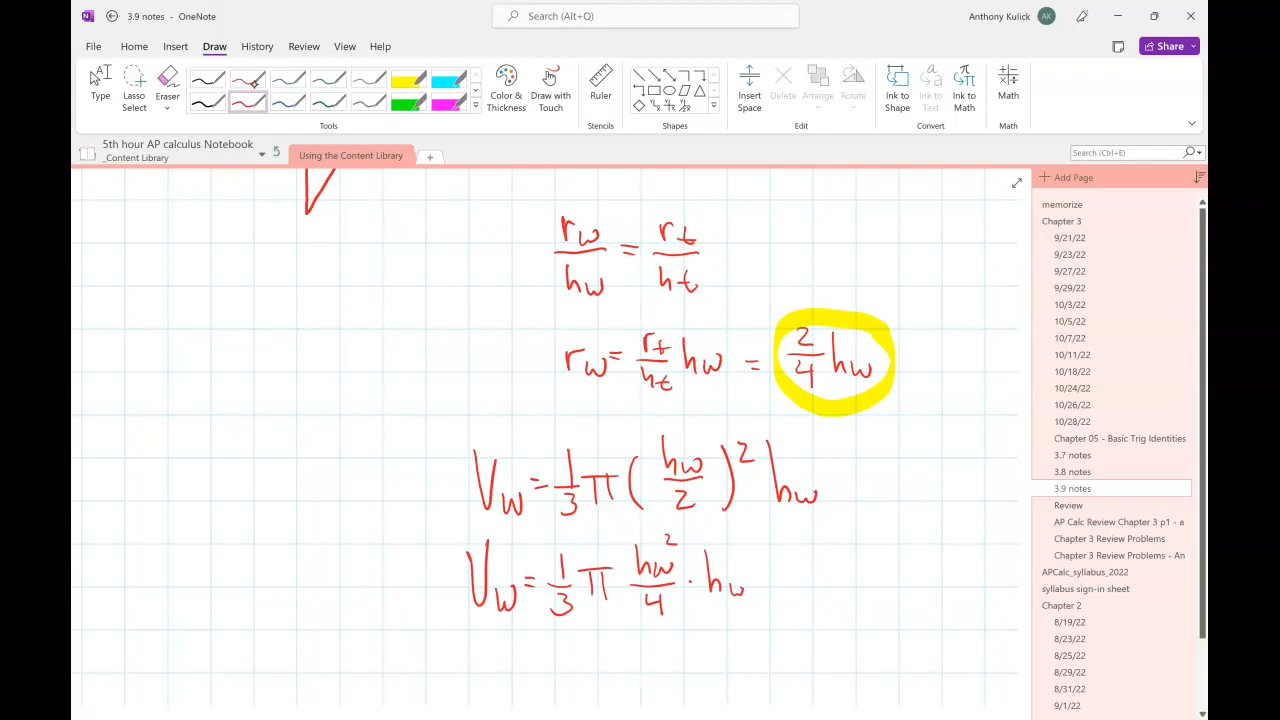 3.9 notes - OneNote
Search (Alt+Q)
Anthony Kulick
AK
File Home Insert Draw History Review View Help
Share
Type
Lasso Select
Eraser
Color & Thickness
Draw with Touch
Ruler
Insert Space
Delete
Arrange
Rotate
Ink to Shape
Ink to Text
Ink to Math
Math
Tools
Stencils
Shapes
Edit
Convert
Math
5th hour AP calculus Notebook
_Content Library
Using the Content Library
+
Search (Ctrl+E)
Add Page
memorize
Chapter 3
9/21/22
9/23/22
9/27/22
9/29/22
10/3/22
10/5/22
10/7/22
10/11/22
10/18/22
10/24/22
10/26/22
10/28/22
Chapter 05 - Basic Trig Identities
3.7 notes
3.8 notes
3.9 notes
Review
AP Calc Review Chapter 3 p1 - a
Chapter 3 Review Problems
Chapter 3 Review Problems - An
APCalc_syllabus_2022
syllabus sign-in sheet
Chapter 2
8/19/22
8/23/22
8/25/22
8/29/22
8/31/22
9/1/22
rw/hw = rt/ht
rw = rt/ht hw = 2/4 hw
Vw = 1/3 π (hw/2)² hw
Vw = 1/3 π hw²/4 · hw